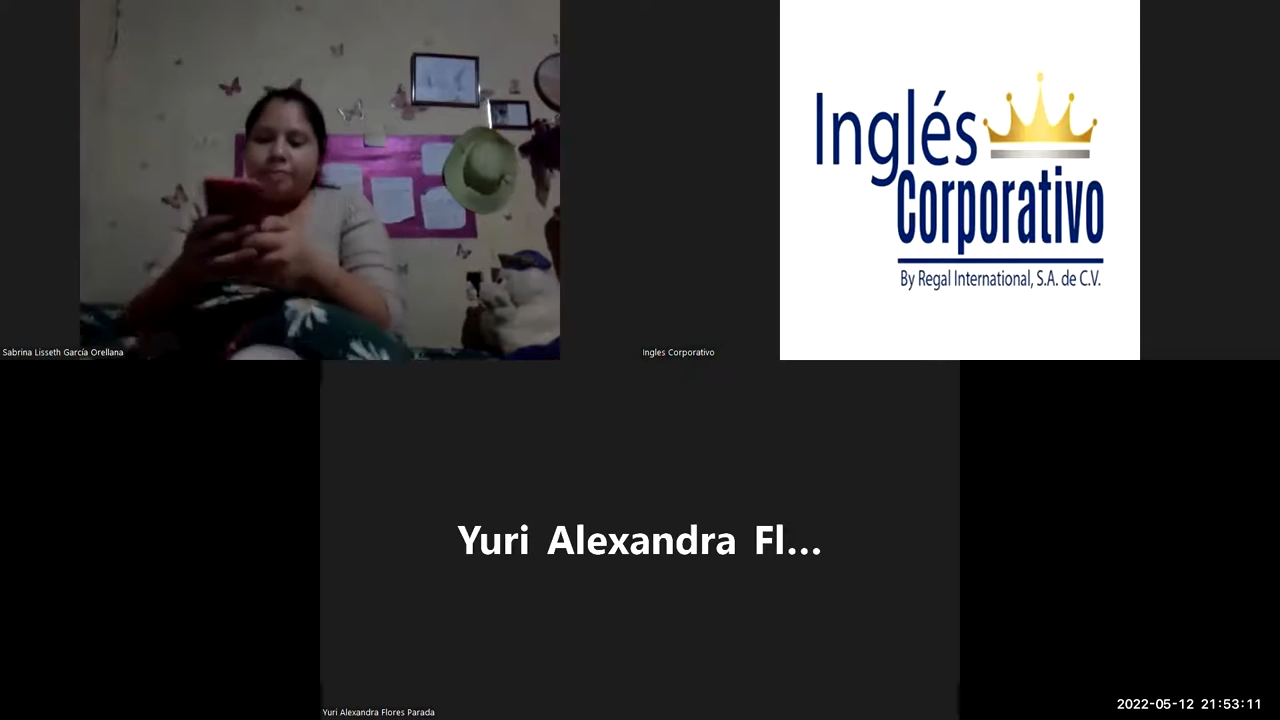 Inglés
Corporativo
By Regal International, S.A. de C.V.
Sabrina Lisseth García Orellana
Ingles Corporativo
Yuri Alexandra Fl...
Yuri Alexandra Flores Parada
2022-05-12 21:53:11